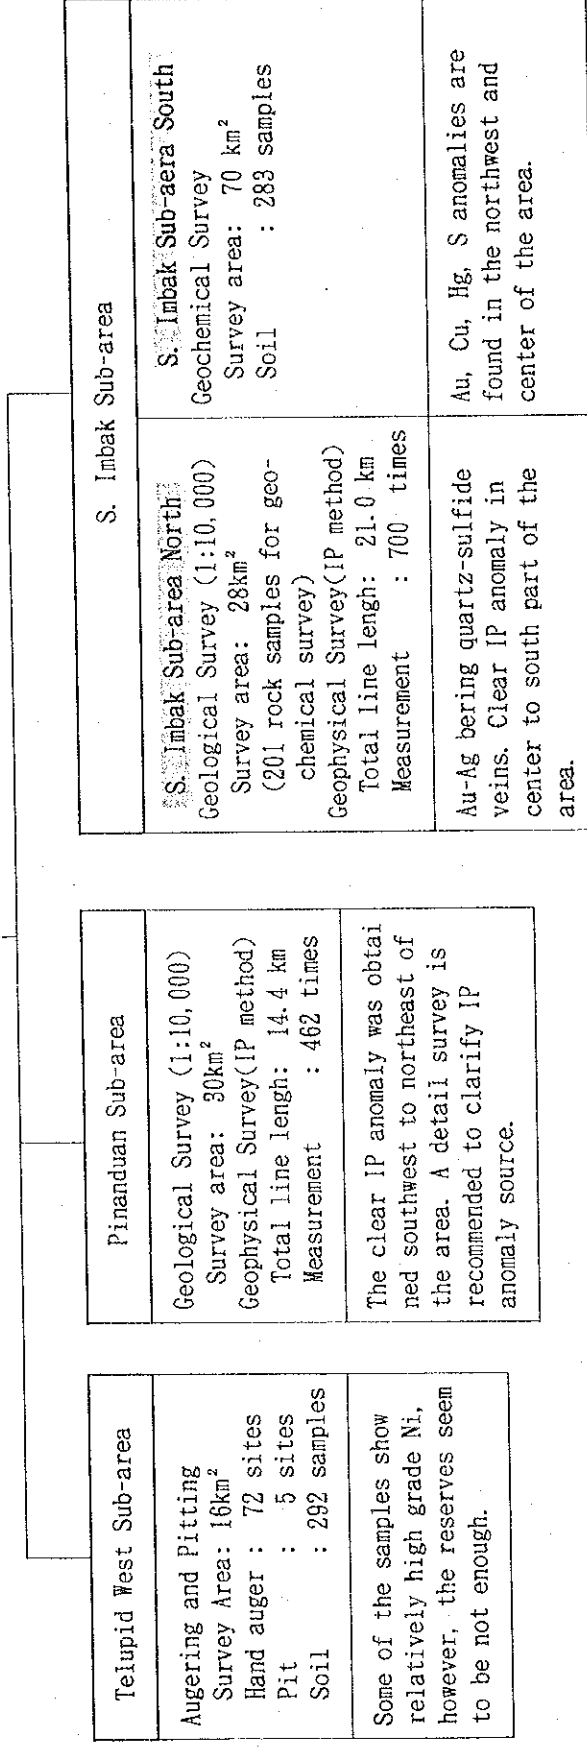 Telupid West Sub-area
Augering and Pitting
Survey Area: 16km²
Hand auger : 72 sites
Pit : 5 sites
Soil : 292 samples
Some of the samples show
relatively high grade Ni,
however, the reserves seem
to be not enough.
Pinanduan Sub-area
Geological Survey (1:10,000)
Survey area: 30km²
Geophysical Survey(IP method)
Total line lengh: 14.4 km
Measurement : 462 times
The clear IP anomaly was obtai
ned southwest to northeast of
the area. A detail survey is
recommended to clarify IP
anomaly source.
S. Imbak Sub-area
S. Imbak Sub-area North
Geological Survey (1:10,000)
Survey area: 28km²
(201 rock samples for geo-
chemical survey)
Geophysical Survey(IP method)
Total line lengh: 21.0 km
Measurement : 700 times
Au-Ag bering quartz-sulfide
veins. Clear IP anomaly in
center to south part of the
area.
S. Imbak Sub-aera South
Geochemical Survey
Survey area: 70 km²
Soil : 283 samples
Au, Cu, Hg, S anomalies are
found in the northwest and
center of the area.